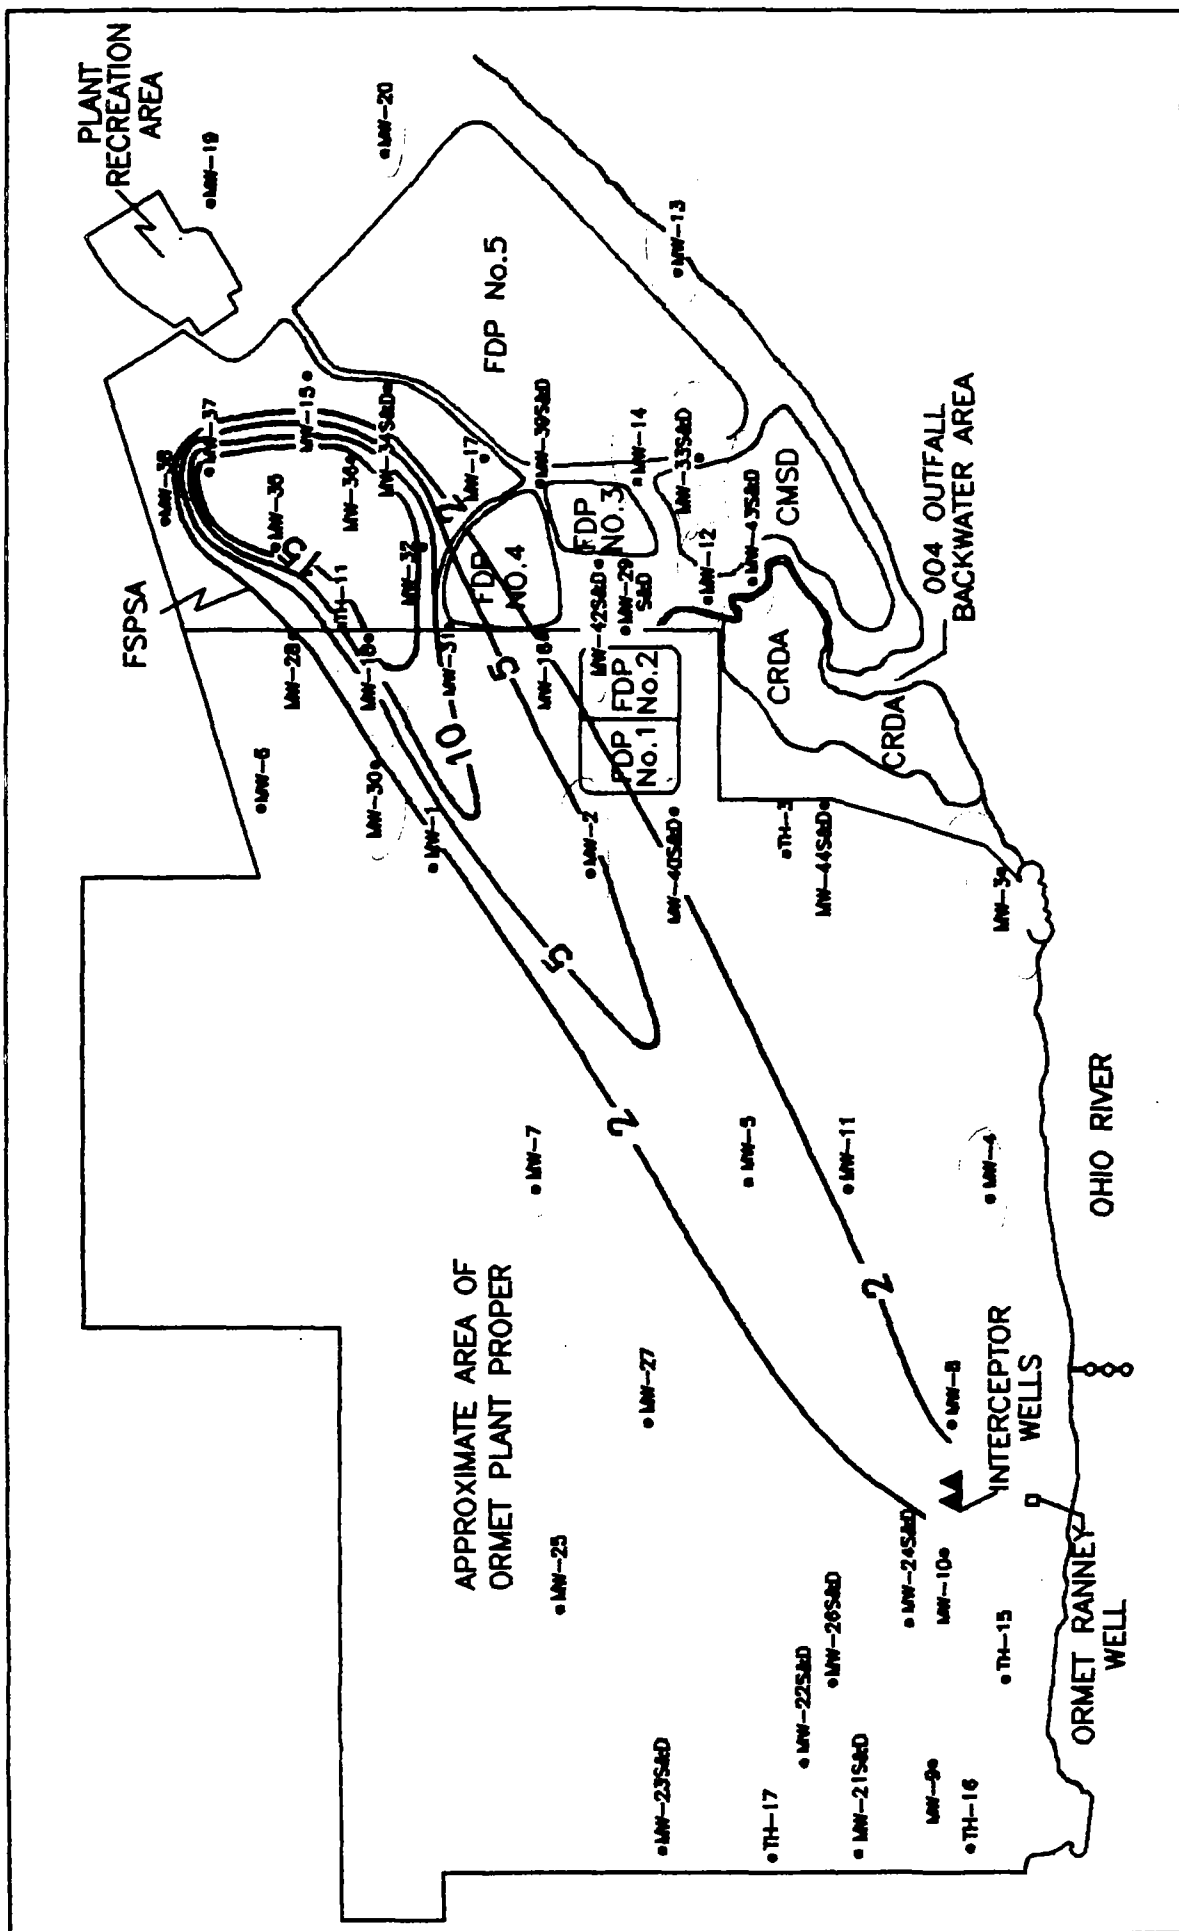 PLANT
RECREATION
AREA
MW-19
MW-20
MW-13
FDP No.5
FSPSA
MW-38
MW-37
MW-15
MW-34S&D
MW-35
MW-36
MW-17
MW-39S&D
MW-14
MW-33S&D
CMSD
004 OUTFALL
BACKWATER AREA
15
TH-11
MW-32
2
FDP
NO.4
FDP
NO.3
MW-12
MW-43S&D
MW-28
MW-18
MW-31
MW-16
MW-42S&D
MW-29
S&D
CRDA
CRDA
MW-6
MW-30
10
5
FDP
No.1
FDP
No.2
MW-1
MW-2
MW-40S&D
TH-3
MW-44S&D
MW-3
5
2
MW-7
MW-5
MW-11
MW-4
OHIO RIVER
2
APPROXIMATE AREA OF
ORMET PLANT PROPER
MW-27
MW-8
INTERCEPTOR
WELLS
MW-25
MW-24S&D
MW-10
MW-26S&D
MW-22S&D
TH-15
ORMET RANNEY
WELL
MW-23S&D
TH-17
MW-21S&D
MW-9
TH-16